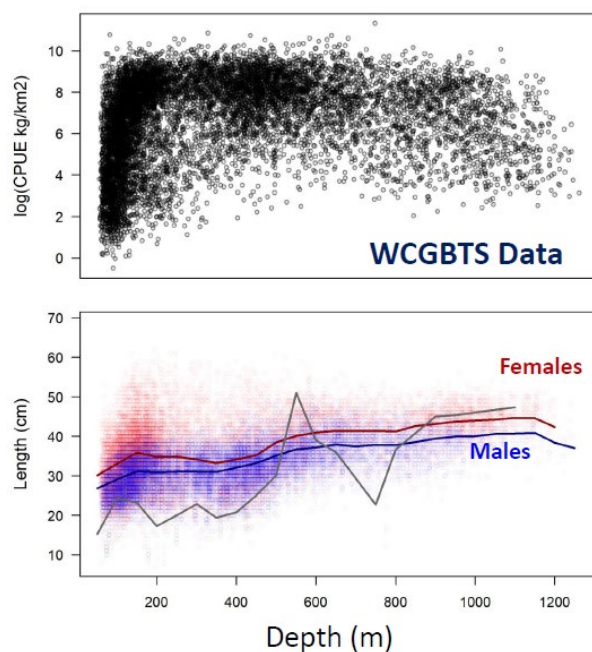 log(CPUE kg/km2)
10
8
6
4
2
0
WCGBTS Data
Length (cm)
70
60
50
40
30
20
10
Females
Males
200 400 600 800 1000 1200
Depth (m)